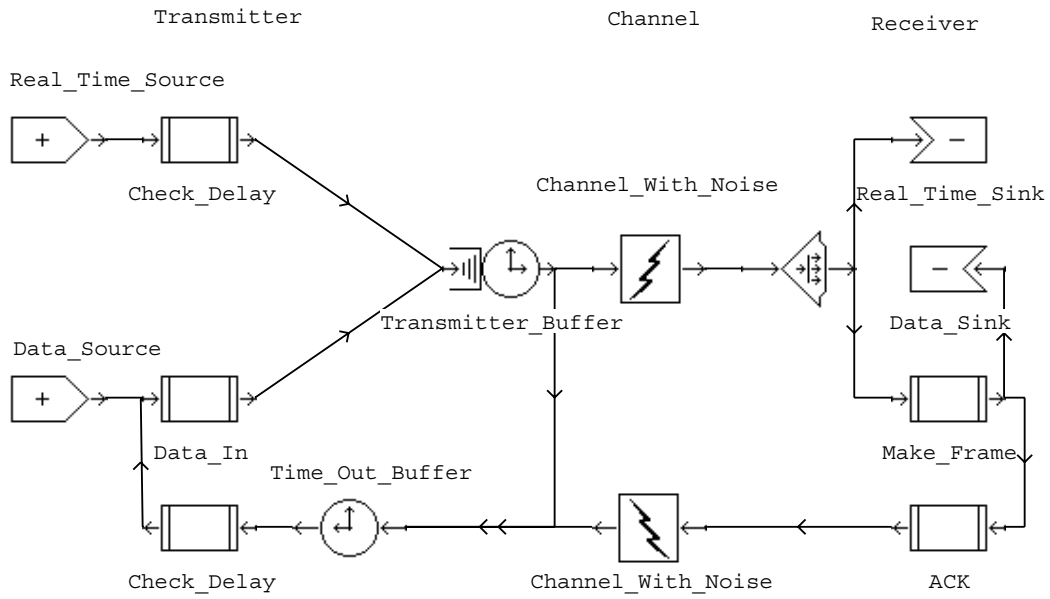 Transmitter
Channel
Receiver
Real_Time_Source
+
−
Check_Delay
Channel_With_Noise
Real_Time_Sink
−
Transmitter_Buffer
Data_Sink
Data_Source
+
Data_In
Make_Frame
Time_Out_Buffer
Check_Delay
Channel_With_Noise
ACK